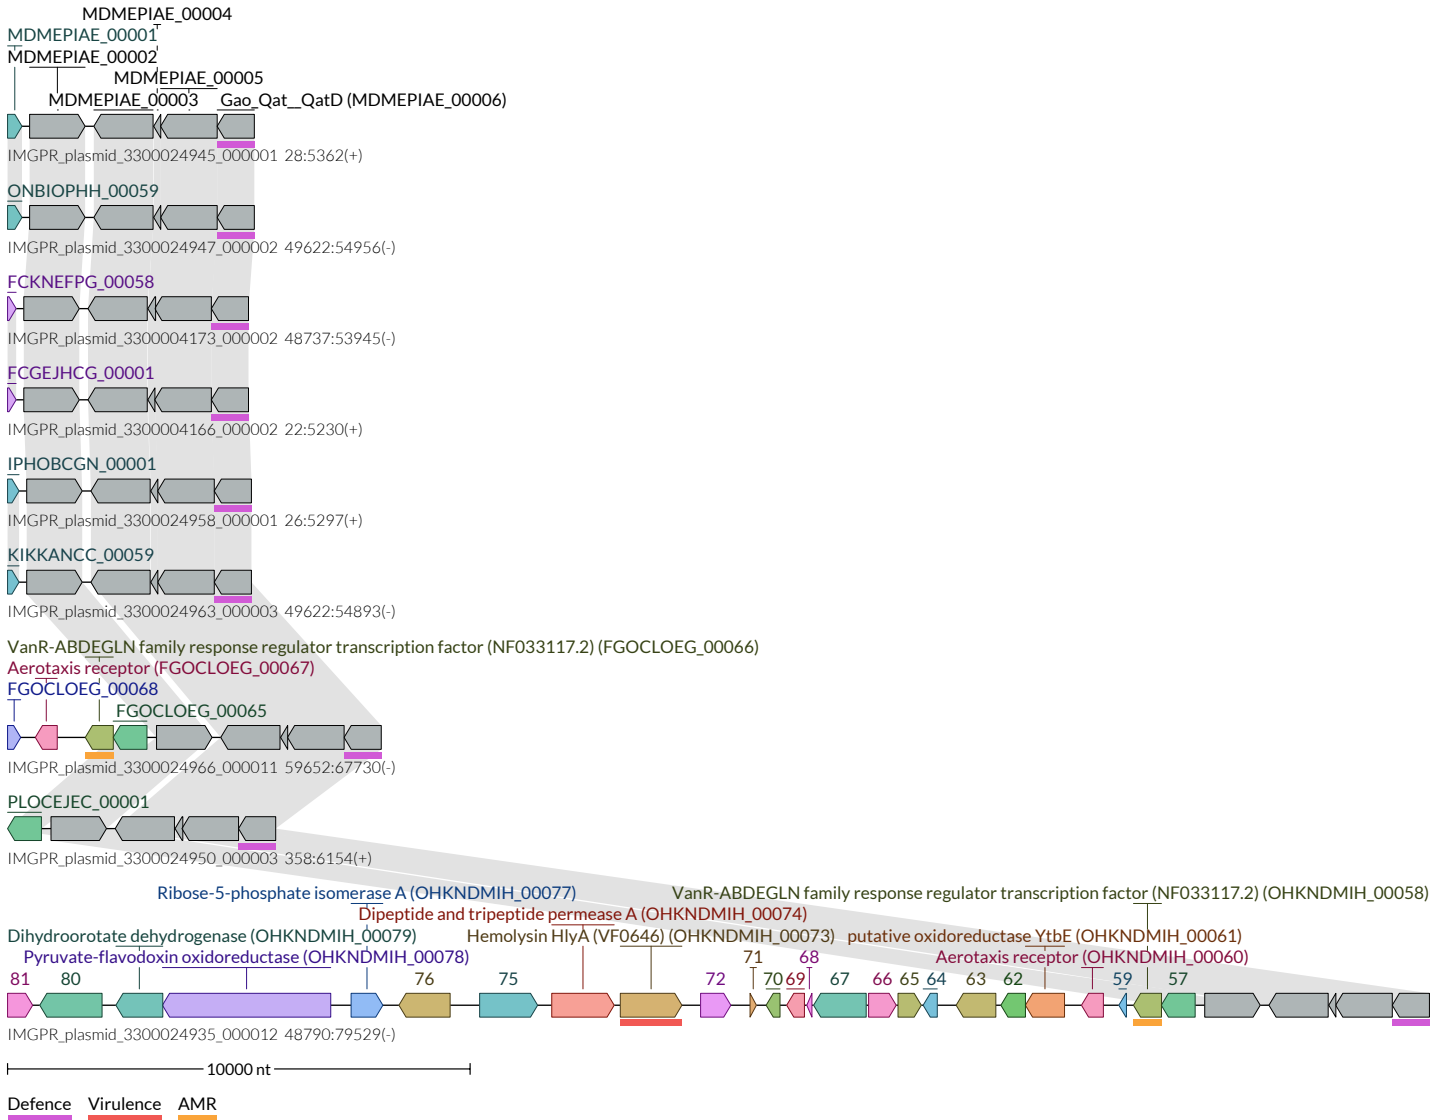 MDMEPIAE_00004
MDMEPIAE_00001
MDMEPIAE_00002
MDMEPIAE_00005
MDMEPIAE_00003 Gao_Qat__QatD (MDMEPIAE_00006)
IMGPR_plasmid_3300024945_000001 28:5362(+)
ONBIOPHH_00059
IMGPR_plasmid_3300024947_000002 49622:54956(-)
FCKNEFPG_00058
IMGPR_plasmid_3300004173_000002 48737:53945(-)
FCGEJHCG_00001
IMGPR_plasmid_3300004166_000002 22:5230(+)
IPHOBCGN_00001
IMGPR_plasmid_3300024958_000001 26:5297(+)
KIKKANCC_00059
IMGPR_plasmid_3300024963_000003 49622:54893(-)
VanR-ABDEGLN family response regulator transcription factor (NF033117.2) (FGOCLOEG_00066)
Aerotaxis receptor (FGOCLOEG_00067)
FGOCLOEG_00068
FGOCLOEG_00065
IMGPR_plasmid_3300024966_000011 59652:67730(-)
PLOCEJEC_00001
IMGPR_plasmid_3300024950_000003 358:6154(+)
Ribose-5-phosphate isomerase A (OHKNDMIH_00077) VanR-ABDEGLN family response regulator transcription factor (NF033117.2) (OHKNDMIH_00058)
Dipeptide and tripeptide permease A (OHKNDMIH_00074)
Dihydroorotate dehydrogenase (OHKNDMIH_00079) Hemolysin HlyA (VF0646) (OHKNDMIH_00073) putative oxidoreductase YtbE (OHKNDMIH_00061)
Pyruvate-flavodoxin oxidoreductase (OHKNDMIH_00078) 71 68 Aerotaxis receptor (OHKNDMIH_00060)
81 80 76 75 72 70 69 67 66 65 64 63 62 59 57
IMGPR_plasmid_3300024935_000012 48790:79529(-)
10000 nt
Defence Virulence AMR